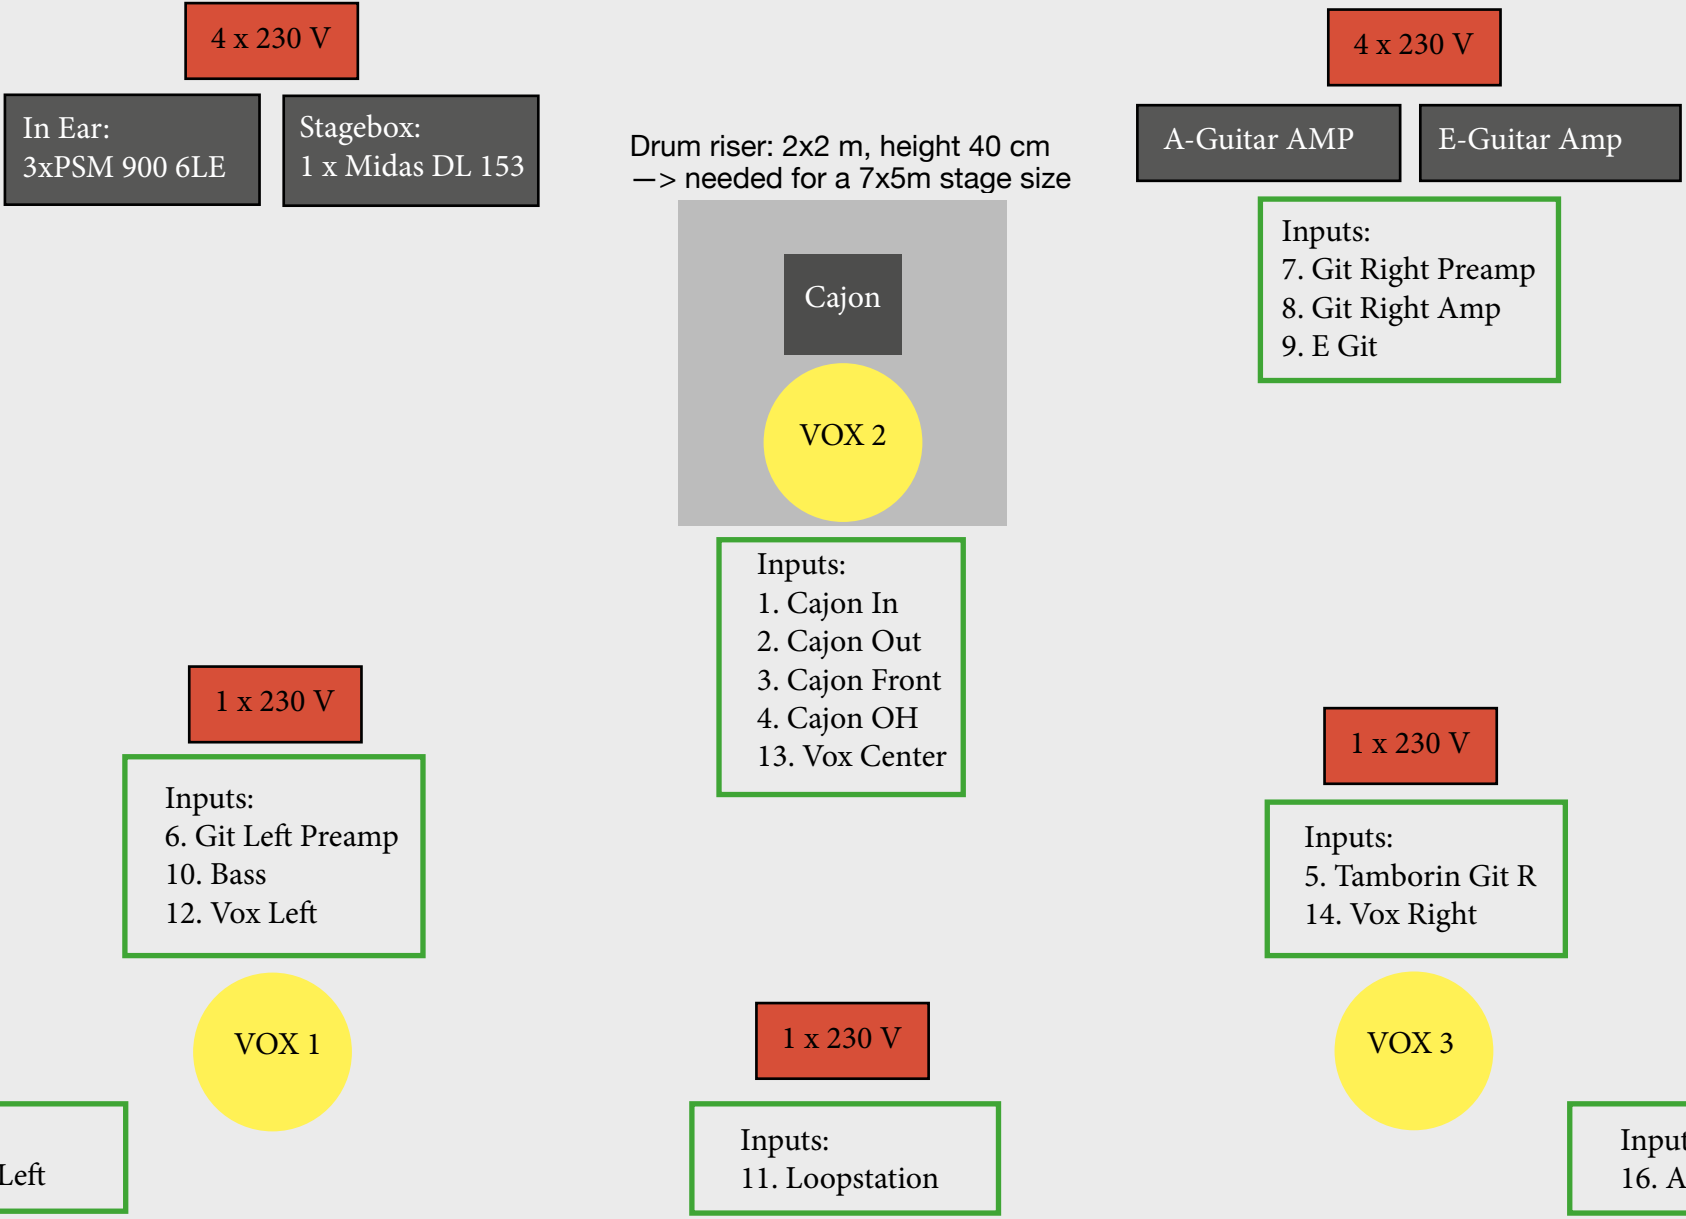 4 x 230 V
4 x 230 V
In Ear:
3xPSM 900 6LE
Stagebox:
1 x Midas DL 153
Drum riser: 2x2 m, height 40 cm
—> needed for a 7x5m stage size
A-Guitar AMP
E-Guitar Amp
Inputs:
7. Git Right Preamp
8. Git Right Amp
9. E Git
Cajon
VOX 2
Inputs:
1. Cajon In
2. Cajon Out
3. Cajon Front
4. Cajon OH
13. Vox Center
1 x 230 V
Inputs:
6. Git Left Preamp
10. Bass
12. Vox Left
VOX 1
1 x 230 V
Inputs:
5. Tamborin Git R
14. Vox Right
VOX 3
1 x 230 V
Left
Inputs:
11. Loopstation
16.